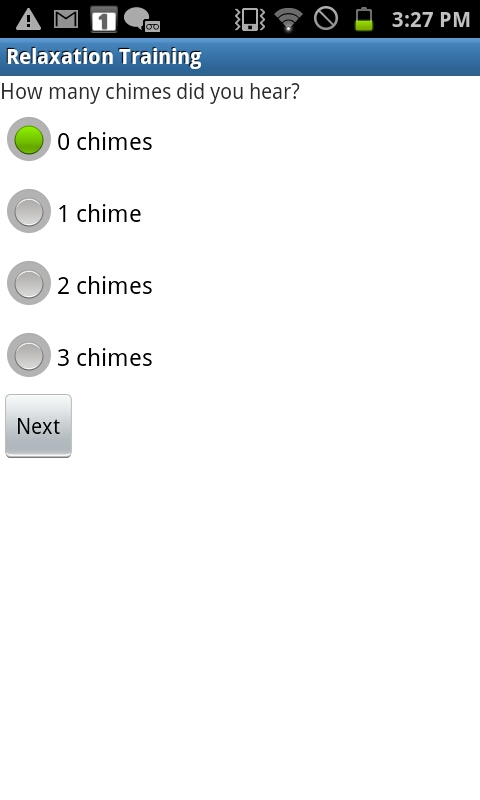 1
3:27 PM
Relaxation Training
How many chimes did you hear?
0 chimes
1 chime
2 chimes
3 chimes
Next